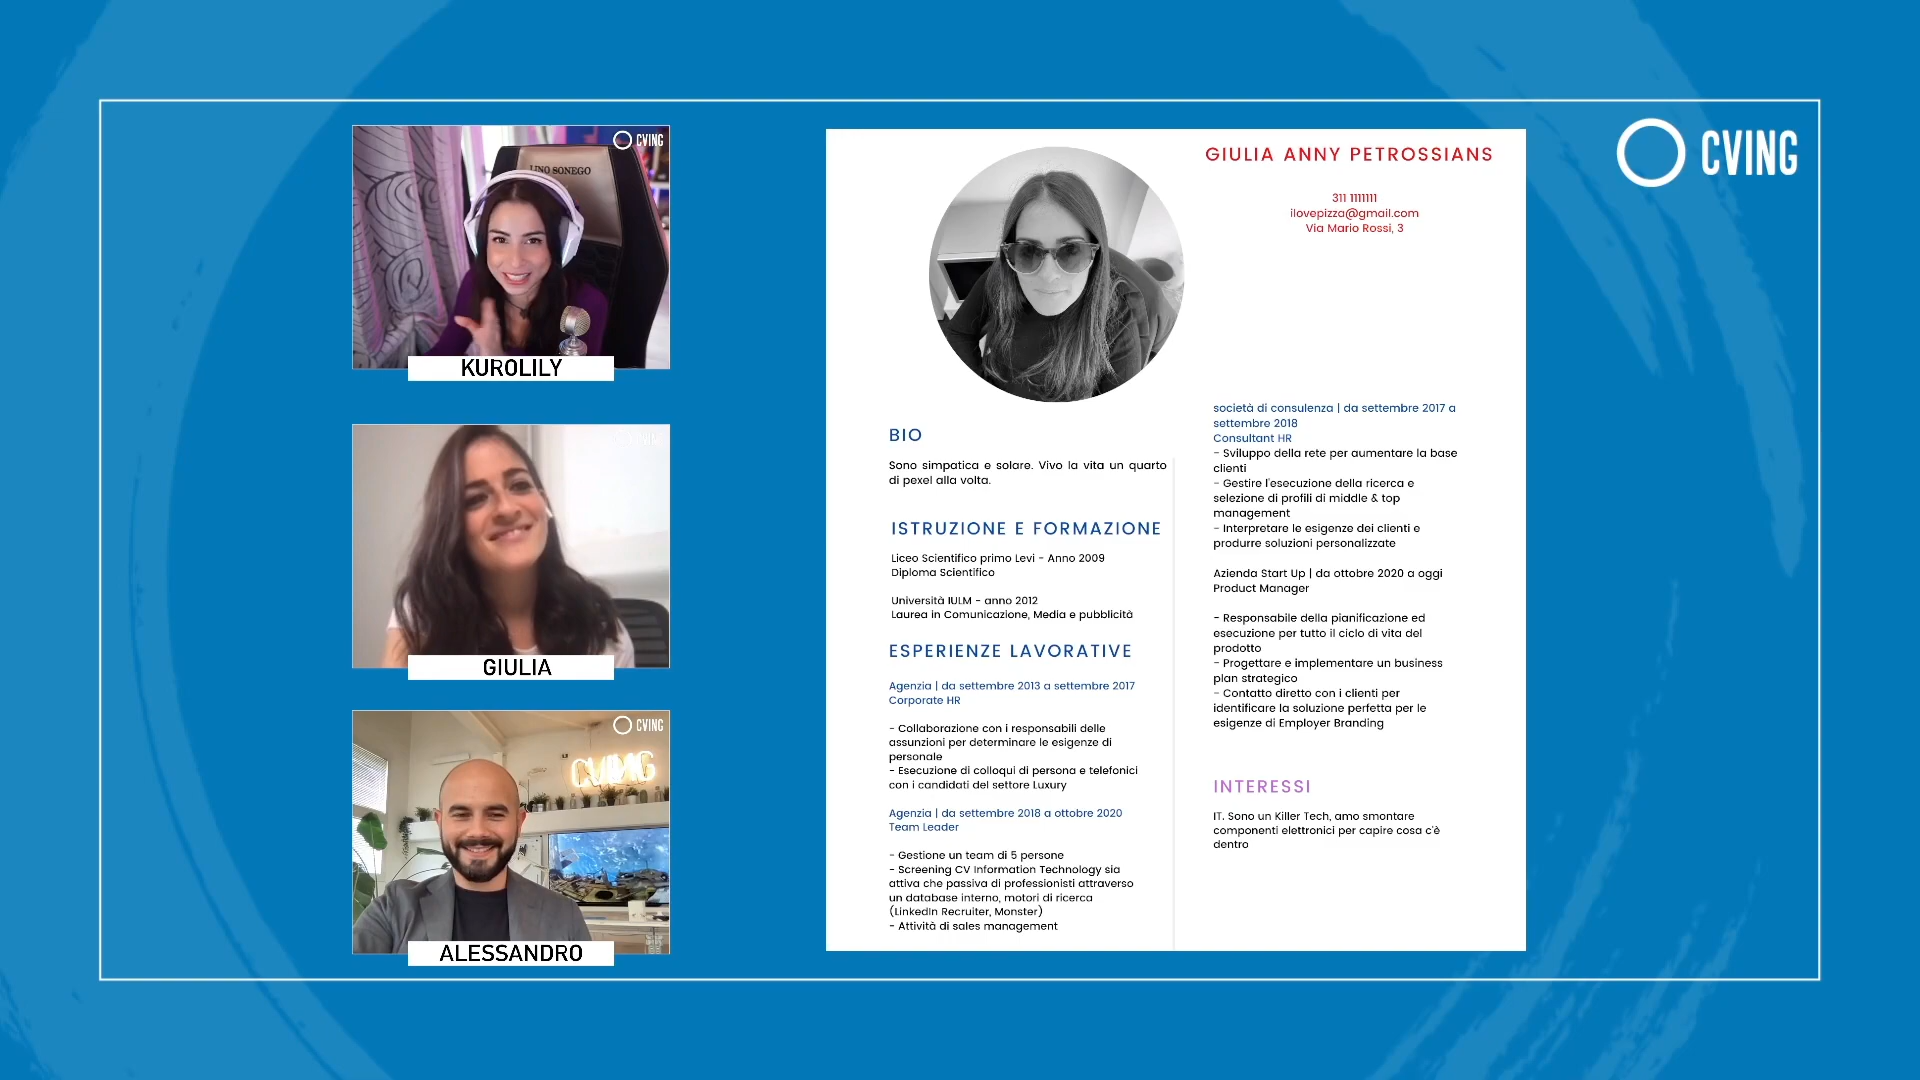 CVING
LINO SONEGO
KUROLILY
GIULIA
CVING
CVING
ALESSANDRO
CVING
GIULIA ANNY PETROSSIANS
311 1111111
ilovepizza@gmail.com
Via Mario Rossi, 3
BIO
Sono simpatica e solare. Vivo la vita un quarto
di pexel alla volta.
ISTRUZIONE E FORMAZIONE
Liceo Scientifico primo Levi - Anno 2009
Diploma Scientifico
Università IULM - anno 2012
Laurea in Comunicazione, Media e pubblicità
ESPERIENZE LAVORATIVE
Agenzia | da settembre 2013 a settembre 2017
Corporate HR
- Collaborazione con i responsabili delle
assunzioni per determinare le esigenze di
personale
- Esecuzione di colloqui di persona e telefonici
con i candidati del settore Luxury
Agenzia | da settembre 2018 a ottobre 2020
Team Leader
- Gestione un team di 5 persone
- Screening CV Information Technology sia
attiva che passiva di professionisti attraverso
un database interno, motori di ricerca
(LinkedIn Recruiter, Monster)
- Attività di sales management
società di consulenza | da settembre 2017 a
settembre 2018
Consultant HR
- Sviluppo della rete per aumentare la base
clienti
- Gestire l'esecuzione della ricerca e
selezione di profili di middle & top
management
- Interpretare le esigenze dei clienti e
produrre soluzioni personalizzate
Azienda Start Up | da ottobre 2020 a oggi
Product Manager
- Responsabile della pianificazione ed
esecuzione per tutto il ciclo di vita del
prodotto
- Progettare e implementare un business
plan strategico
- Contatto diretto con i clienti per
identificare la soluzione perfetta per le
esigenze di Employer Branding
INTERESSI
IT. Sono un Killer Tech, amo smontare
componenti elettronici per capire cosa c'è
dentro